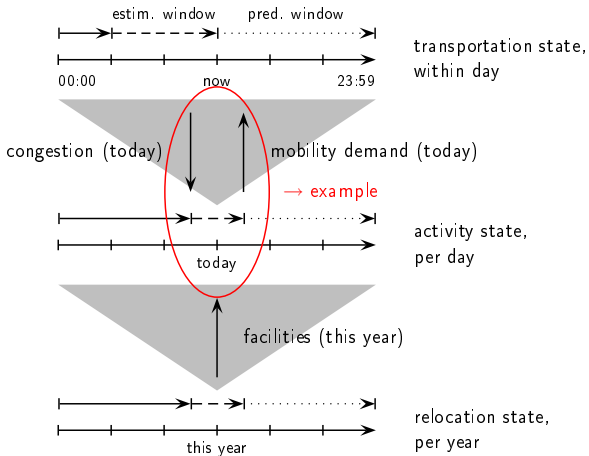 estim. window pred. window
transportation state,
within day
00:00 now 23:59
congestion (today) mobility demand (today)
→ example
activity state,
per day
today
facilities (this year)
relocation state,
per year
this year